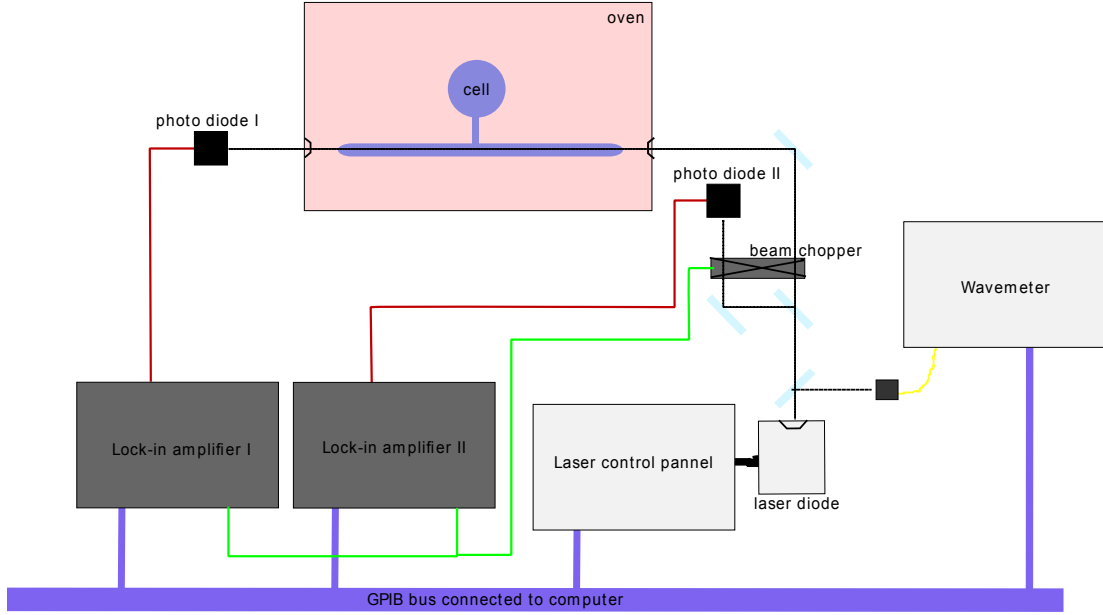 oven
cell
photo diode I
photo diode II
beam chopper
Wavemeter
Lock-in amplifier I
Lock-in amplifier II
Laser control pannel
laser diode
GPIB bus connected to computer